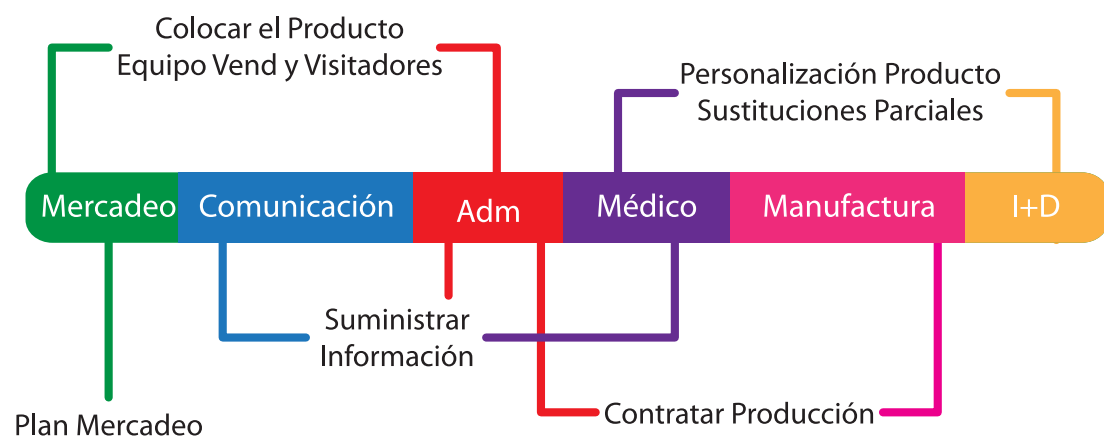 Colocar el Producto
Equipo Vend y Visitadores
Personalización Producto
Sustituciones Parciales
Mercadeo
Comunicación
Adm
Médico
Manufactura
I+D
Suministrar
Información
Contratar Producción
Plan Mercadeo